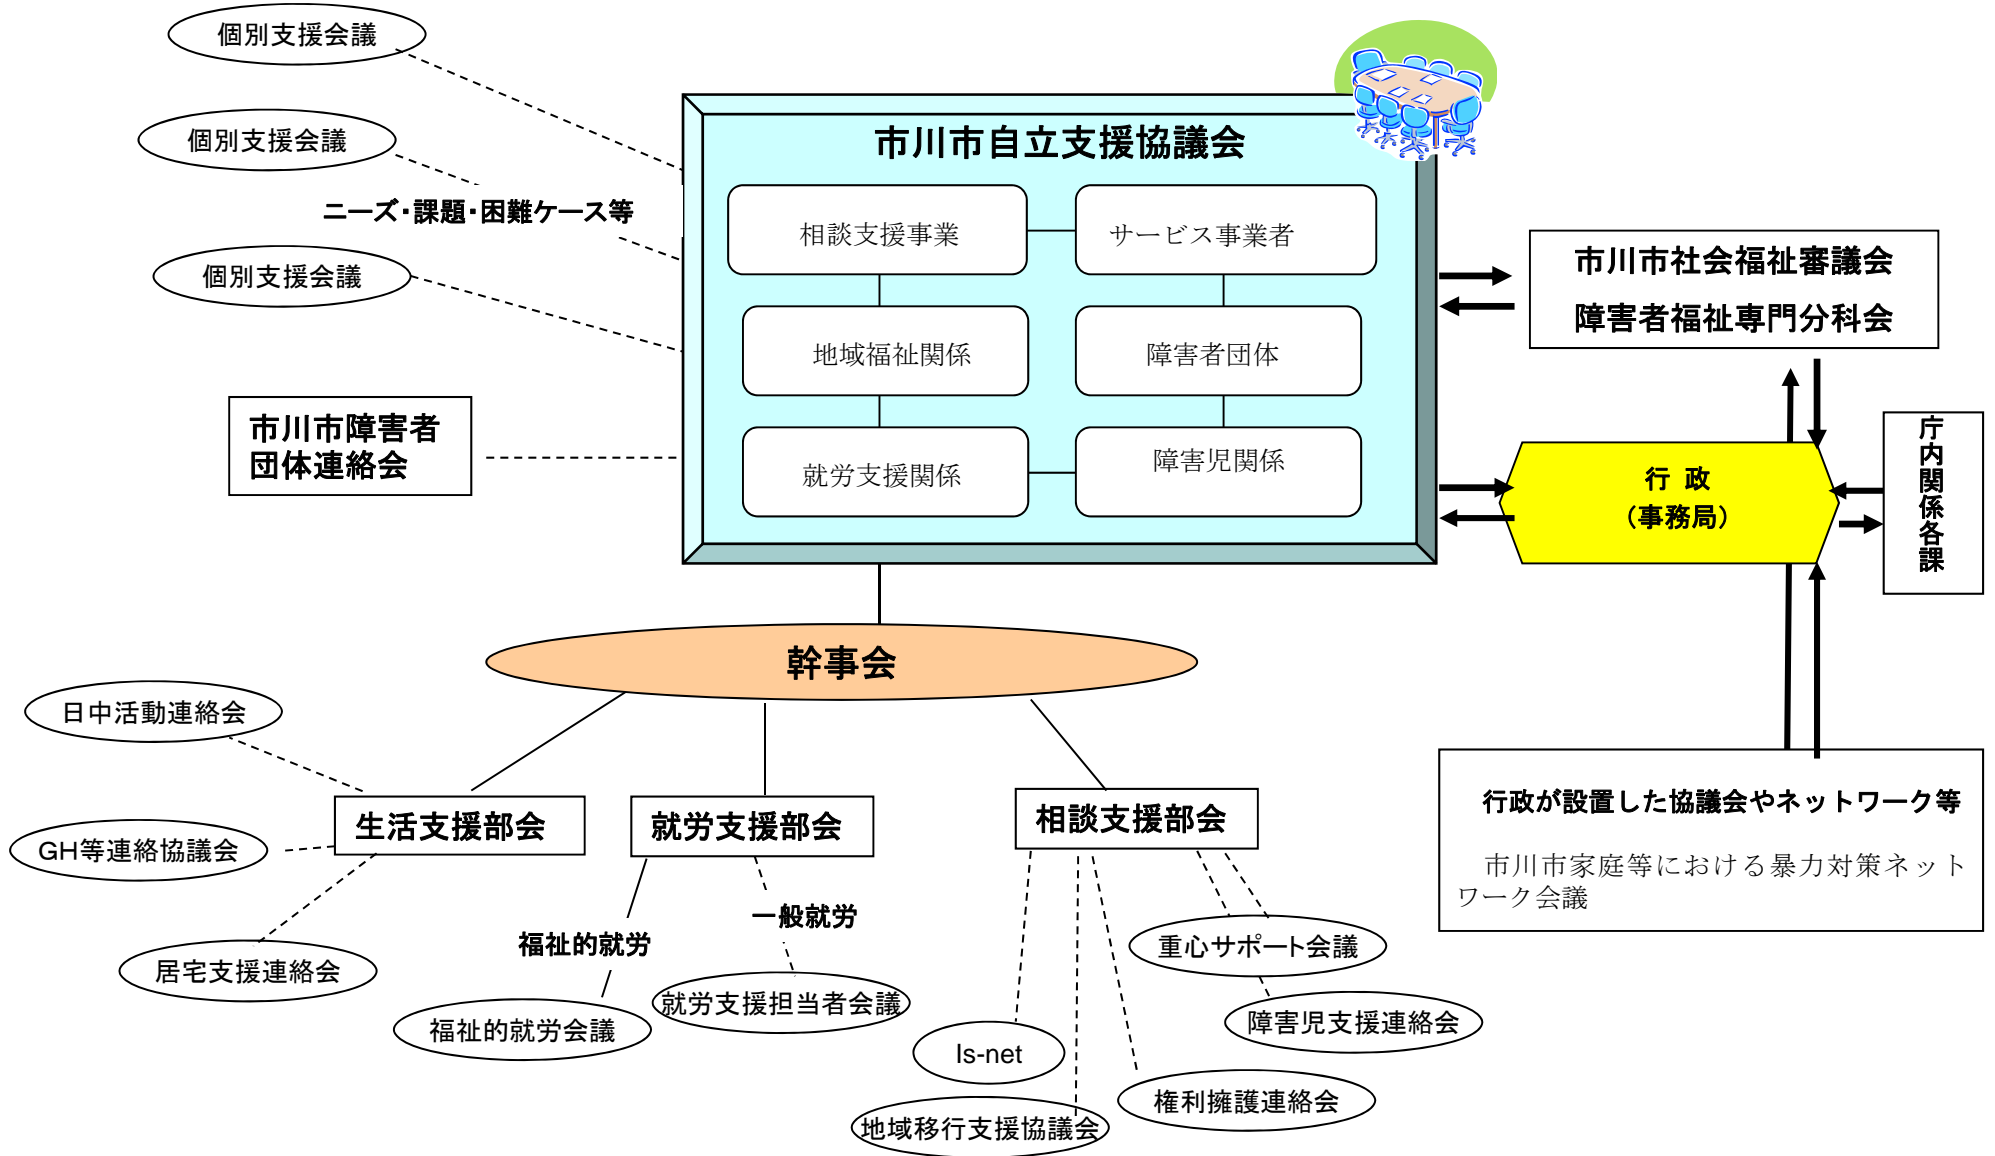 個別支援会議
個別支援会議
ニーズ・課題・困難ケース等
個別支援会議
市川市障害者
団体連絡会
市川市自立支援協議会
相談支援事業
サービス事業者
地域福祉関係
障害者団体
就労支援関係
障害児関係
市川市社会福祉審議会
障害者福祉専門分科会
行 政
（事務局）
庁内関係各課
幹事会
日中活動連絡会
GH等連絡協議会
居宅支援連絡会
生活支援部会
就労支援部会
相談支援部会
福祉的就労
一般就労
福祉的就労会議
就労支援担当者会議
重心サポート会議
障害児支援連絡会
Is-net
権利擁護連絡会
地域移行支援協議会
行政が設置した協議会やネットワーク等
市川市家庭等における暴力対策ネット
ワーク会議